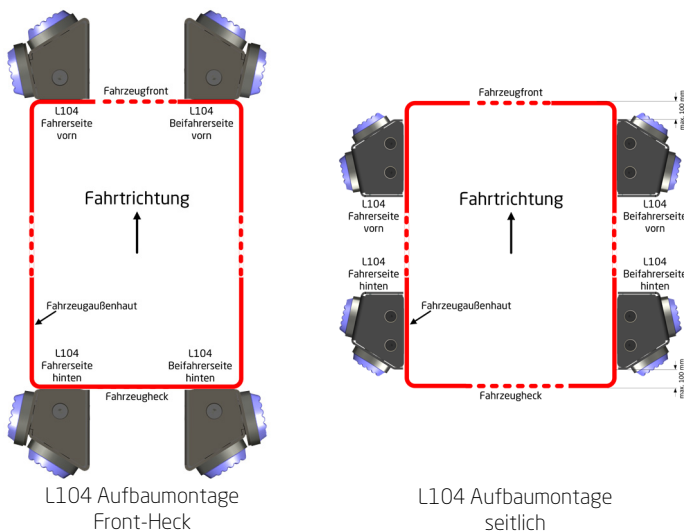 Fahrzeugfront
L104
Fahrerseite
vorn
L104
Beifahrerseite
vorn
Fahrtrichtung
Fahrzeugaußenhaut
L104
Fahrerseite
hinten
L104
Beifahrerseite
hinten
Fahrzeugheck
L104 Aufbaumontage
Front-Heck
Fahrzeugfront
max. 100 mm
L104
Fahrerseite
vorn
L104
Beifahrerseite
vorn
Fahrtrichtung
L104
Fahrerseite
hinten
L104
Beifahrerseite
hinten
Fahrzeugaußenhaut
max. 100 mm
Fahrzeugheck
L104 Aufbaumontage
seitlich